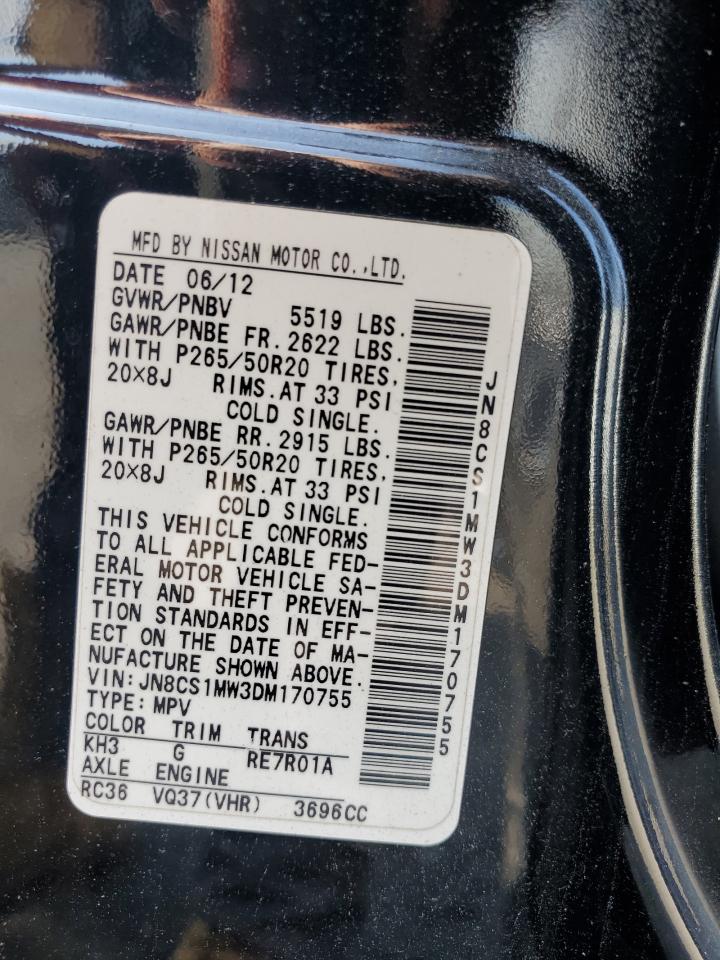 MFD BY NISSAN MOTOR CO.,LTD.
DATE 06/12
GVWR/PNBV 5519 LBS.
GAWR/PNBE FR. 2622 LBS.
WITH P265/50R20 TIRES,
20×8J RIMS.AT 33 PSI
COLD SINGLE.
GAWR/PNBE RR. 2915 LBS.
WITH P265/50R20 TIRES,
20×8J RIMS.AT 33 PSI
COLD SINGLE.
THIS VEHICLE CONFORMS
TO ALL APPLICABLE FED-
ERAL MOTOR VEHICLE SA-
FETY AND THEFT PREVEN-
TION STANDARDS IN EFF-
ECT ON THE DATE OF MA-
NUFACTURE SHOWN ABOVE.
VIN:JN8CS1MW3DM170755
TYPE:MPV
COLOR TRIM TRANS
KH3 G RE7R01A
AXLE ENGINE
RC36 VQ37(VHR) 3696CC
JN8CS1MW3DM170755